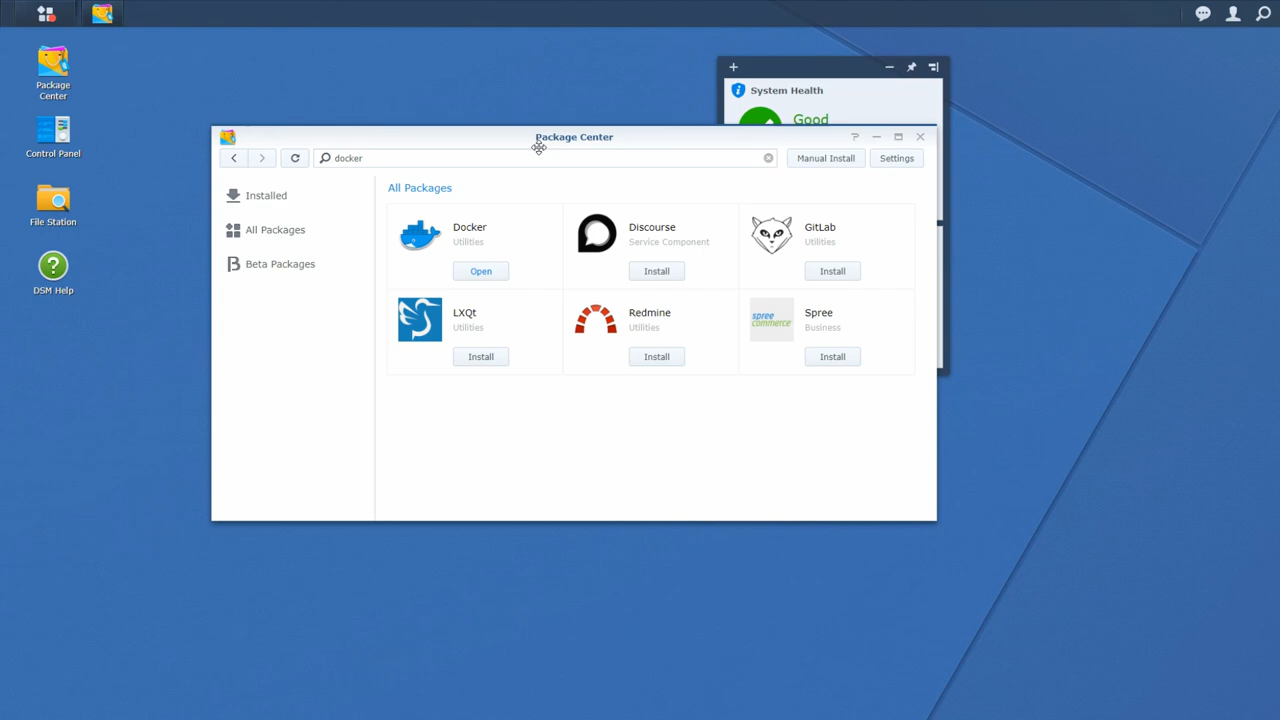 Package
Center
Control Panel
File Station
DSM Help
System Health
Good
Package Center
docker
Manual Install
Settings
Installed
All Packages
Beta Packages
All Packages
Docker
Utilities
Open
Discourse
Service Component
Install
GitLab
Utilities
Install
LXQt
Utilities
Install
Redmine
Utilities
Install
spree
commerce
Spree
Business
Install